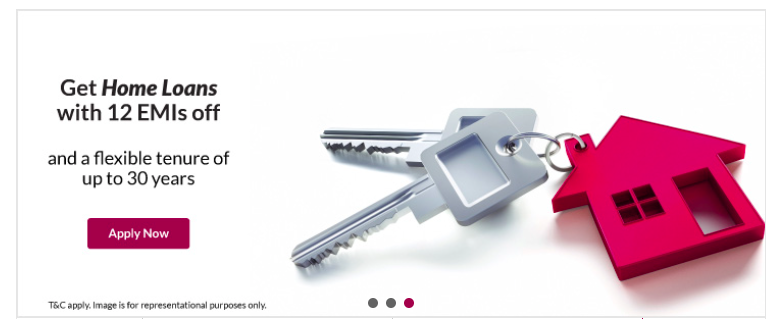 Get Home Loans
with 12 EMIs off
and a flexible tenure of
up to 30 years
Apply Now
T&C apply. Image is for representational purposes only.